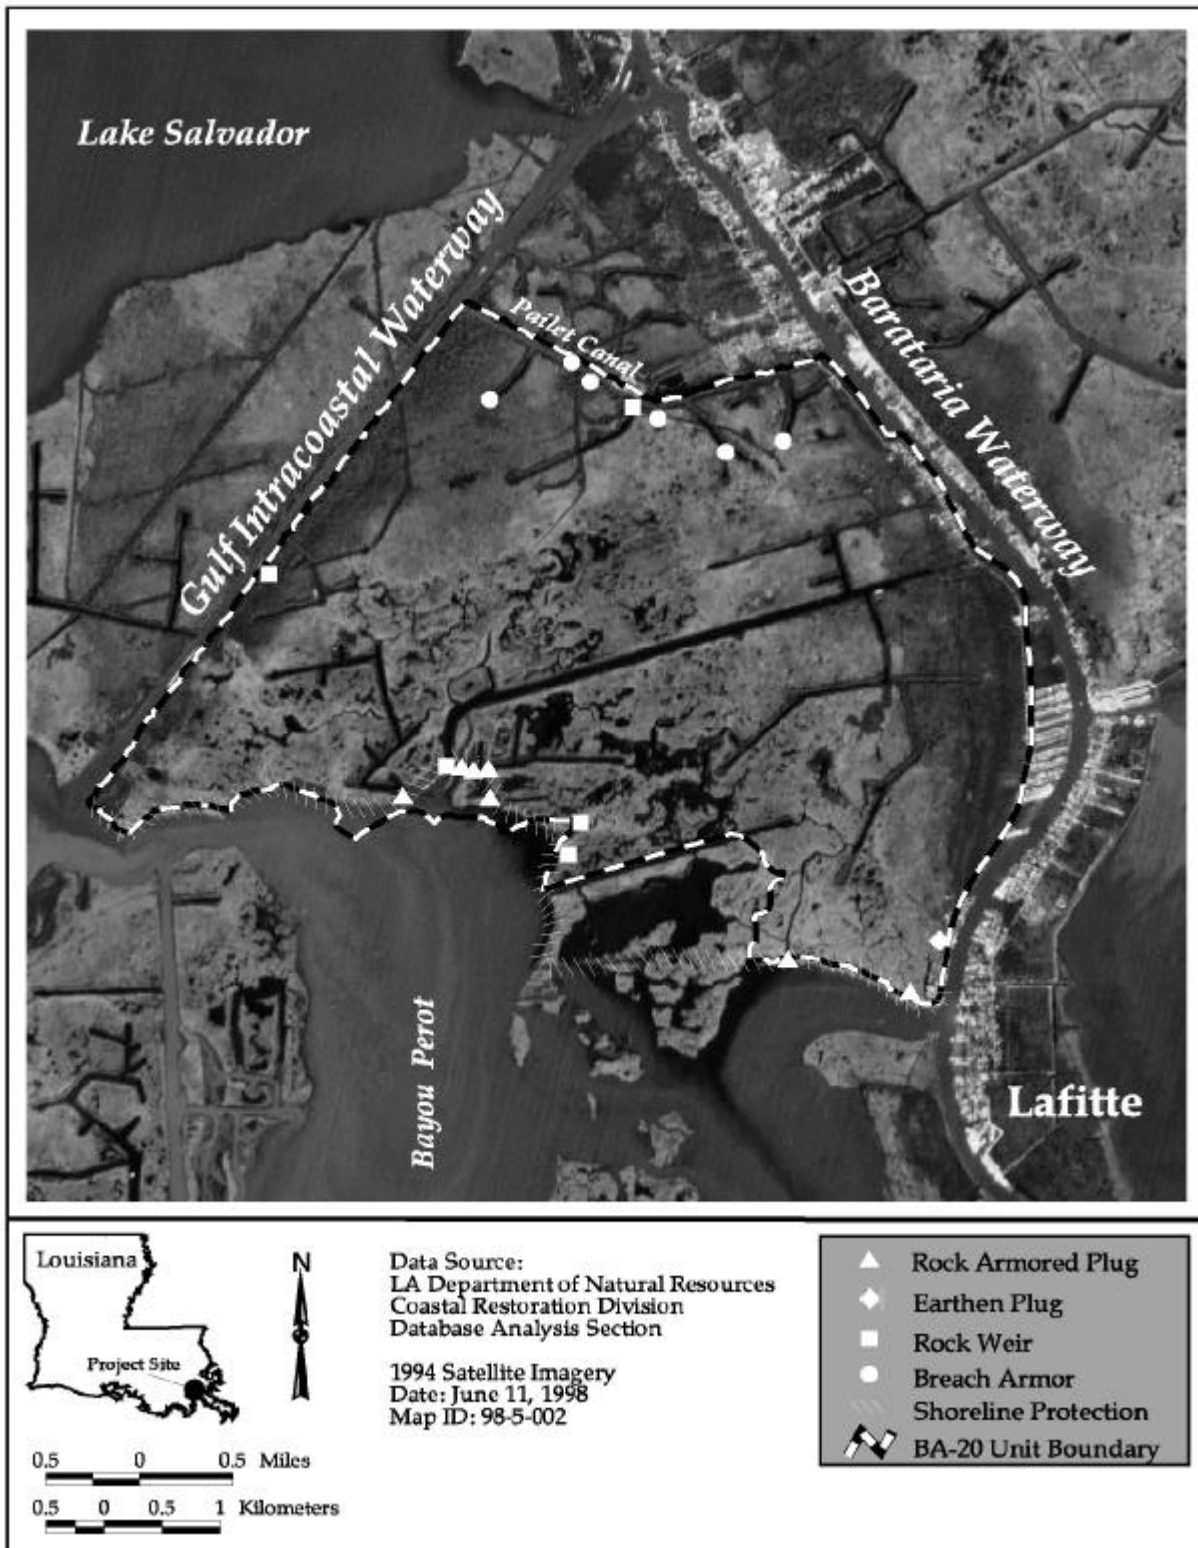 Lake Salvador
Gulf Intracoastal Waterway
Pailet Canal
Barataria Waterway
Bayou Perot
Lafitte
Louisiana
Project Site
N
0.5 0 0.5 Miles
0.5 0 0.5 1 Kilometers
Data Source:
LA Department of Natural Resources
Coastal Restoration Division
Database Analysis Section
1994 Satellite Imagery
Date: June 11, 1998
Map ID: 98-5-002
Rock Armored Plug
Earthen Plug
Rock Weir
Breach Armor
Shoreline Protection
BA-20 Unit Boundary